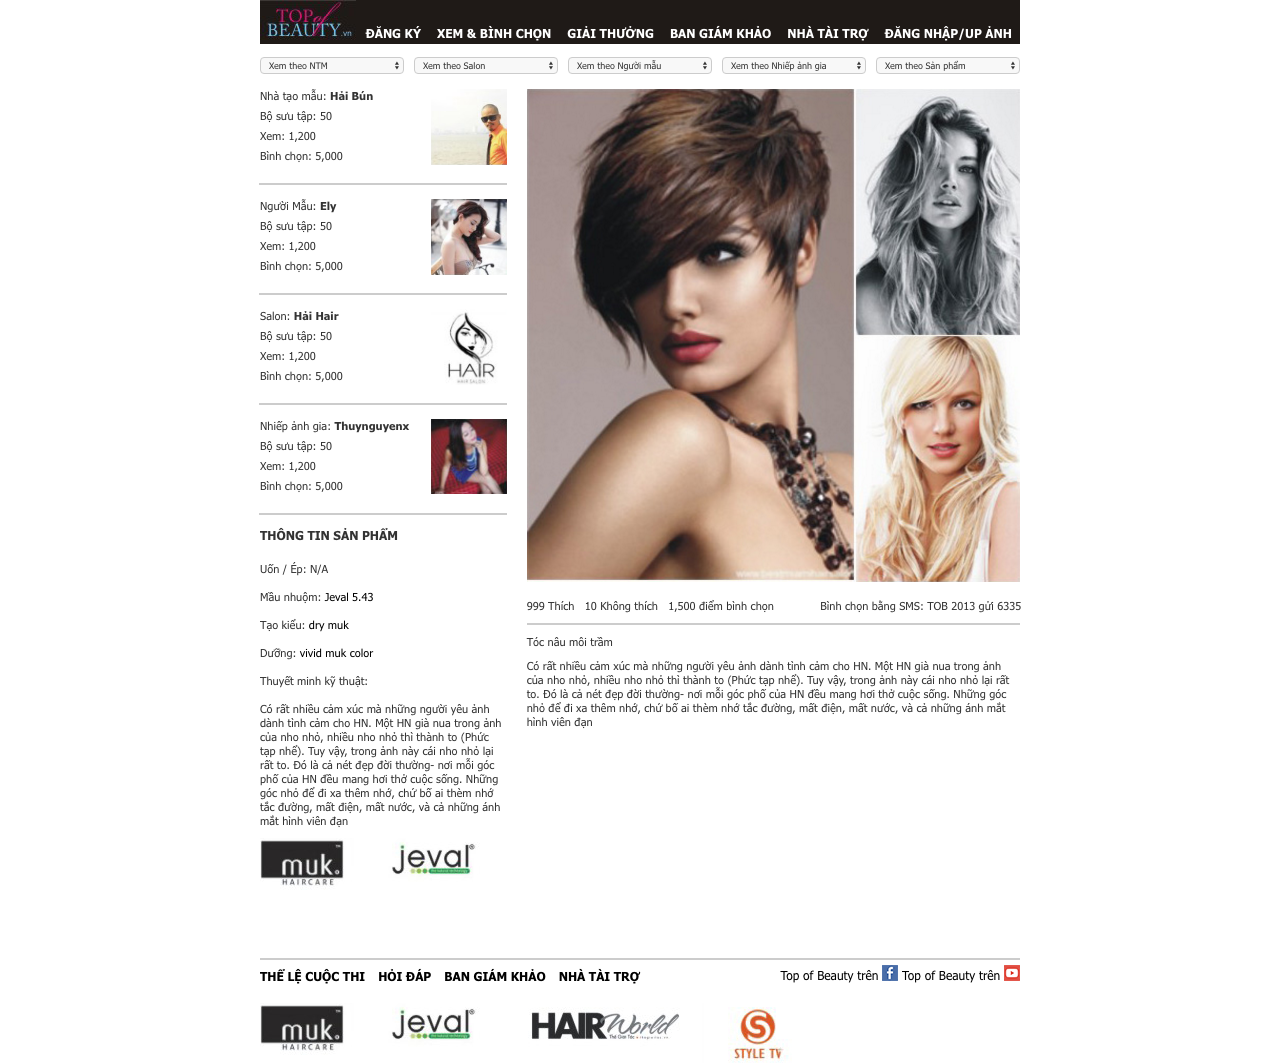 TOP of
BEAUTY.vn
ĐĂNG KÝ XEM & BÌNH CHỌN GIẢI THƯỞNG BAN GIÁM KHẢO NHÀ TÀI TRỢ ĐĂNG NHẬP/UP ẢNH
Xem theo NTM Xem theo Salon Xem theo Người mẫu Xem theo Nhiếp ảnh gia Xem theo Sản phẩm
Nhà tạo mẫu: Hải Bún
Bộ sưu tập: 50
Xem: 1,200
Bình chọn: 5,000
Người Mẫu: Ely
Bộ sưu tập: 50
Xem: 1,200
Bình chọn: 5,000
Salon: Hải Hair
Bộ sưu tập: 50
Xem: 1,200
Bình chọn: 5,000
HAIR
HAIR SALON
Nhiếp ảnh gia: Thuynguyenx
Bộ sưu tập: 50
Xem: 1,200
Bình chọn: 5,000
THÔNG TIN SẢN PHẨM
Uốn / Ép: N/A
Mầu nhuộm: Jeval 5.43
Tạo kiểu: dry muk
Dưỡng: vivid muk color
Thuyết minh kỹ thuật:
Có rất nhiều cảm xúc mà những người yêu ảnh
dành tình cảm cho HN. Một HN già nua trong ảnh
của nho nhỏ, nhiều nho nhỏ thì thành to (Phức
tạp nhể). Tuy vậy, trong ảnh này cái nho nhỏ lại
rất to. Đó là cả nét đẹp đời thường- nơi mỗi góc
phố của HN đều mang hơi thở cuộc sống. Những
góc nhỏ để đi xa thêm nhớ, chứ bố ai thèm nhớ
tắc đường, mất điện, mất nước, và cả những ánh
mắt hình viên đạn
muk.
HAIRCARE
jeval
999 Thích 10 Không thích 1,500 điểm bình chọn Bình chọn bằng SMS: TOB 2013 gửi 6335
Tóc nâu môi trầm
Có rất nhiều cảm xúc mà những người yêu ảnh dành tình cảm cho HN. Một HN già nua trong ảnh
của nho nhỏ, nhiều nho nhỏ thì thành to (Phức tạp nhể). Tuy vậy, trong ảnh này cái nho nhỏ lại rất
to. Đó là cả nét đẹp đời thường- nơi mỗi góc phố của HN đều mang hơi thở cuộc sống. Những góc
nhỏ để đi xa thêm nhớ, chứ bố ai thèm nhớ tắc đường, mất điện, mất nước, và cả những ánh mắt
hình viên đạn
THỂ LỆ CUỘC THI HỎI ĐÁP BAN GIÁM KHẢO NHÀ TÀI TRỢ Top of Beauty trên Top of Beauty trên
muk.
HAIRCARE
jeval
HAIR World
STYLE TV